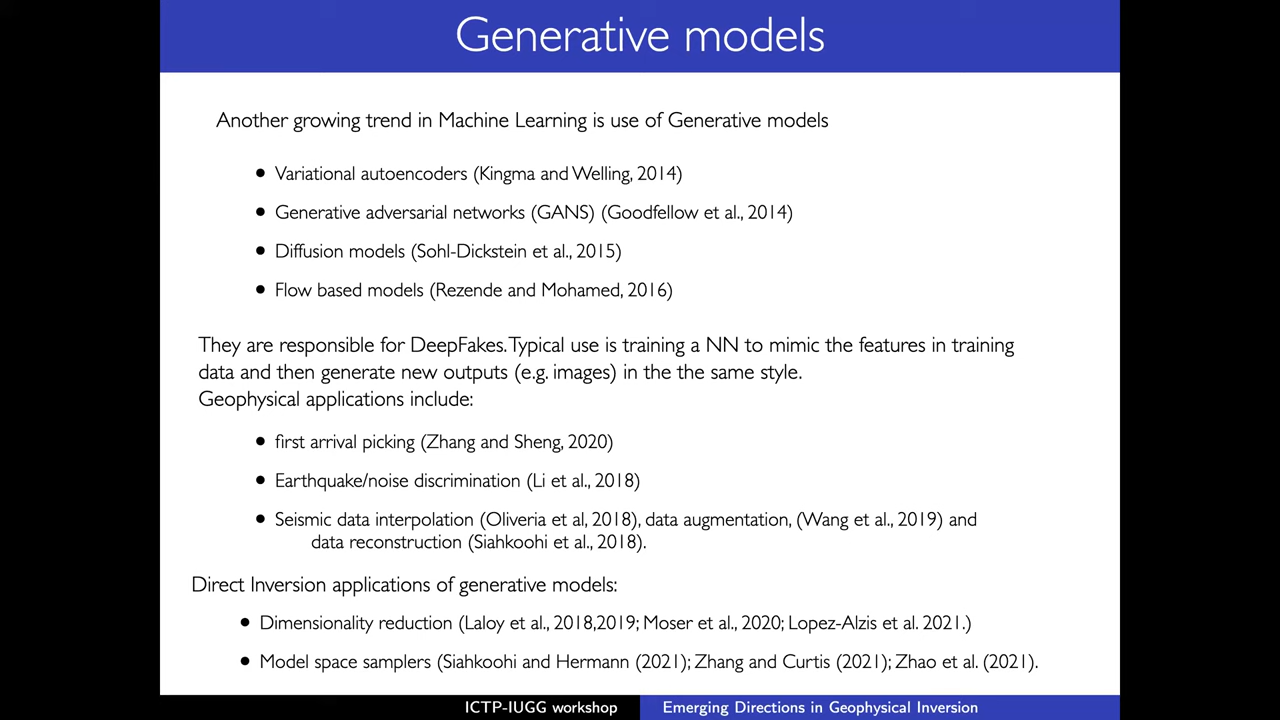 Generative models
Another growing trend in Machine Learning is use of Generative models
• Variational autoencoders (Kingma and Welling, 2014)
• Generative adversarial networks (GANS) (Goodfellow et al., 2014)
• Diffusion models (Sohl-Dickstein et al., 2015)
• Flow based models (Rezende and Mohamed, 2016)
They are responsible for DeepFakes. Typical use is training a NN to mimic the features in training
data and then generate new outputs (e.g. images) in the the same style.
Geophysical applications include:
• first arrival picking (Zhang and Sheng, 2020)
• Earthquake/noise discrimination (Li et al., 2018)
• Seismic data interpolation (Oliveria et al, 2018), data augmentation, (Wang et al., 2019) and
data reconstruction (Siahkoohi et al., 2018).
Direct Inversion applications of generative models:
• Dimensionality reduction (Laloy et al., 2018,2019; Moser et al., 2020; Lopez-Alzis et al. 2021.)
• Model space samplers (Siahkoohi and Hermann (2021); Zhang and Curtis (2021); Zhao et al. (2021).
ICTP-IUGG workshop
Emerging Directions in Geophysical Inversion